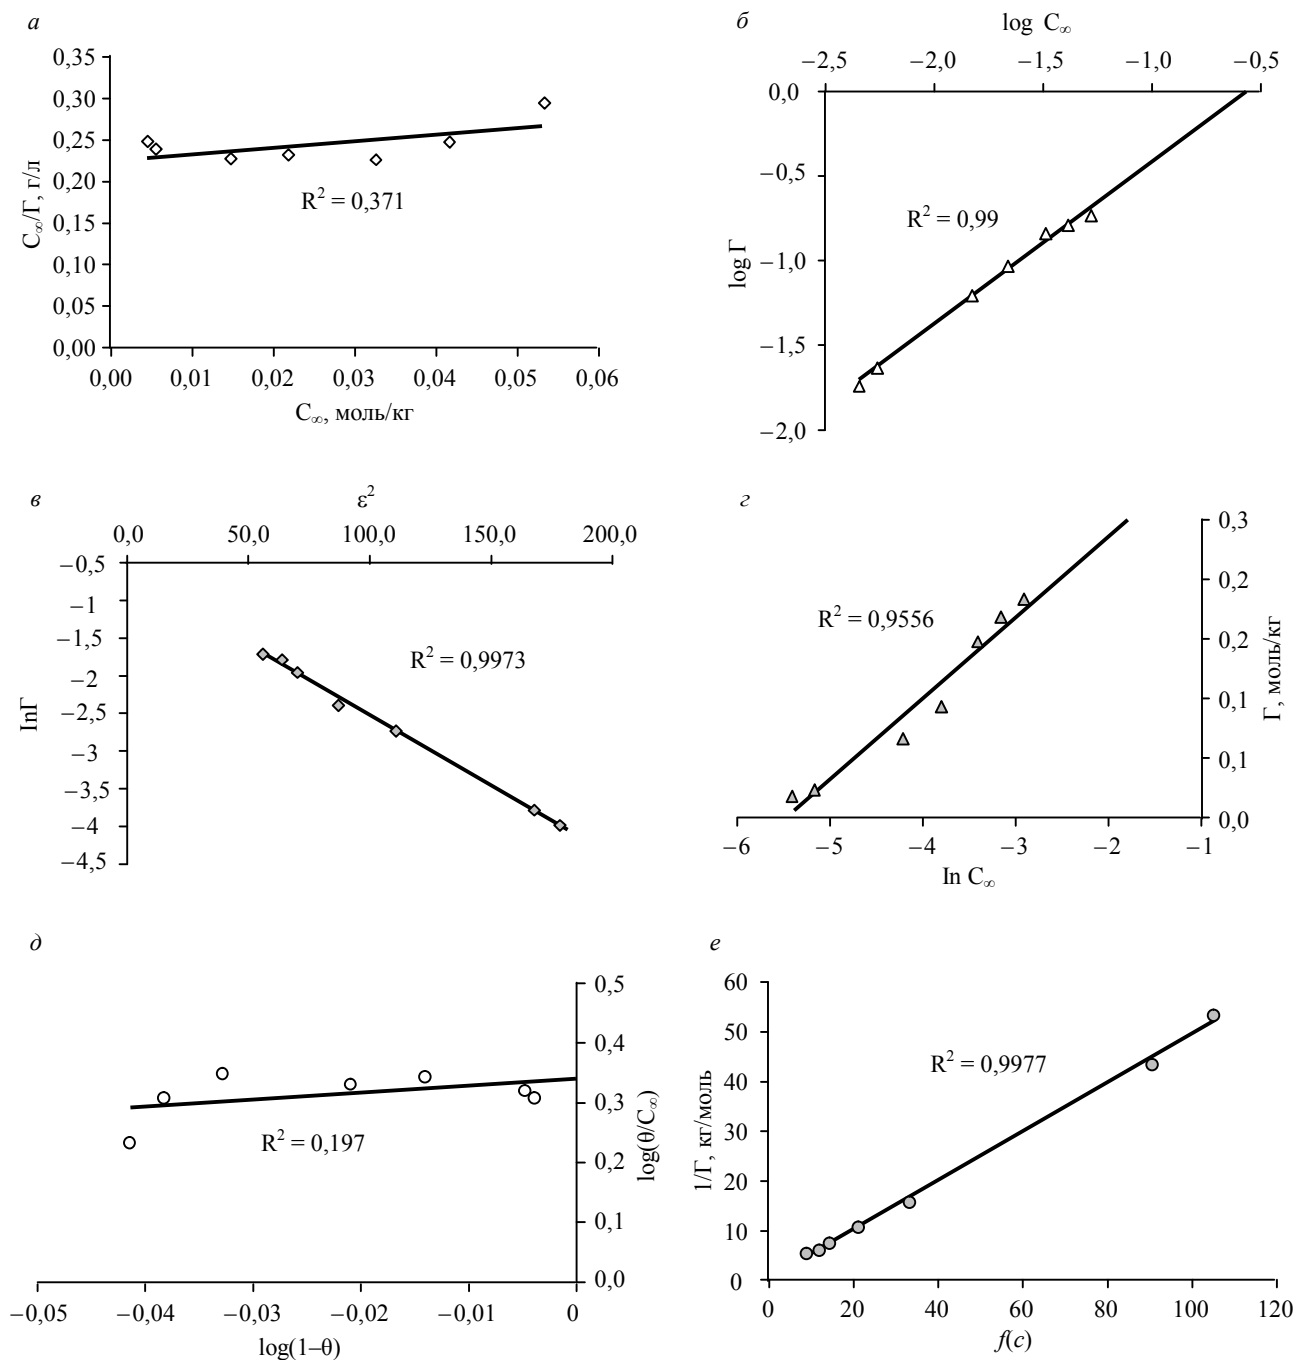 а
0,35
0,30
0,25
0,20
0,15
0,10
0,05
0,00
C∞/Г, г/л
R² = 0,371
0,00 0,01 0,02 0,03 0,04 0,05 0,06
C∞, моль/кг
б
log C∞
−2,5 −2,0 −1,5 −1,0 −0,5
0,0
−0,5
−1,0
−1,5
−2,0
log Г
R² = 0,99
в
ε²
0,0 50,0 100,0 150,0 200,0
−0,5
−1
−1,5
−2
−2,5
−3
−3,5
−4
−4,5
InГ
R² = 0,9973
г
0,3
0,2
0,2
0,1
0,1
0,0
Г, моль/кг
R² = 0,9556
−6 −5 −4 −3 −2 −1
In C∞
д
0,5
0,4
0,3
0,2
0,1
0,0
log(θ/C∞)
R² = 0,197
−0,05 −0,04 −0,03 −0,02 −0,01 0
log(1−θ)
е
60
50
40
30
20
10
0
1/Г, кг/моль
R² = 0,9977
0 20 40 60 80 100 120
f(c)